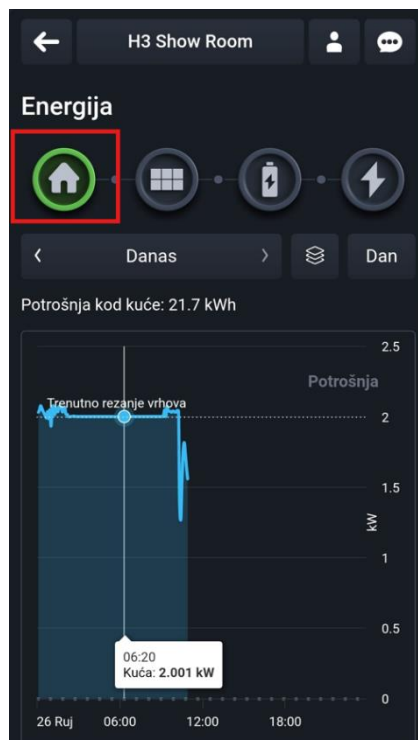 H3 Show Room
Energija
Danas
Dan
Potrošnja kod kuće: 21.7 kWh
2.5
Potrošnja
Trenutno rezanje vrhova
2
1.5
kW
1
0.5
06:20
Kuća: 2.001 kW
0
26 Ruj 06:00 12:00 18:00